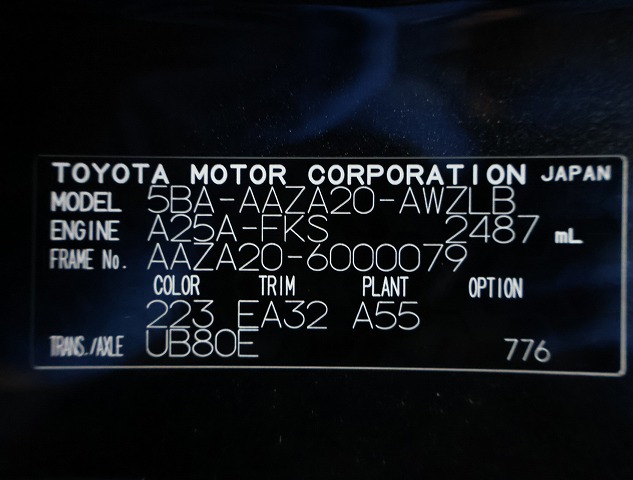 TOYOTA MOTOR CORPORATION JAPAN
MODEL 5BA-AAZA20-AWZLB
ENGINE A25A-FKS 2487 mL
FRAME No. AAZA20-6000079
COLOR TRIM PLANT OPTION
223 EA32 A55
TRANS./AXLE UB80E 776